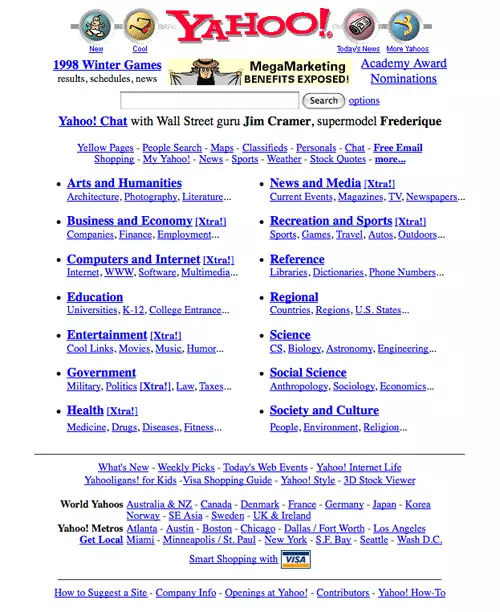 YAHOO!
New Cool Today's News More Yahoos
1998 Winter Games
results, schedules, news
MegaMarketing
BENEFITS EXPOSED!
Academy Award
Nominations
Search options
Yahoo! Chat with Wall Street guru Jim Cramer, supermodel Frederique
Yellow Pages - People Search - Maps - Classifieds - Personals - Chat - Free Email
Shopping - My Yahoo! - News - Sports - Weather - Stock Quotes - more...
Arts and Humanities
Architecture, Photography, Literature...
News and Media [Xtra!]
Current Events, Magazines, TV, Newspapers...
Business and Economy [Xtra!]
Companies, Finance, Employment...
Recreation and Sports [Xtra!]
Sports, Games, Travel, Autos, Outdoors...
Computers and Internet [Xtra!]
Internet, WWW, Software, Multimedia...
Reference
Libraries, Dictionaries, Phone Numbers...
Education
Universities, K-12, College Entrance...
Regional
Countries, Regions, U.S. States...
Entertainment [Xtra!]
Cool Links, Movies, Music, Humor...
Science
CS, Biology, Astronomy, Engineering...
Government
Military, Politics [Xtra!], Law, Taxes...
Social Science
Anthropology, Sociology, Economics...
Health [Xtra!]
Medicine, Drugs, Diseases, Fitness...
Society and Culture
People, Environment, Religion...
What's New - Weekly Picks - Today's Web Events - Yahoo! Internet Life
Yahooligans! for Kids -Visa Shopping Guide - Yahoo! Style - 3D Stock Viewer
World Yahoos Australia & NZ - Canada - Denmark - France - Germany - Japan - Korea
Norway - SE Asia - Sweden - UK & Ireland
Yahoo! Metros Atlanta - Austin - Boston - Chicago - Dallas / Fort Worth - Los Angeles
Get Local Miami - Minneapolis / St. Paul - New York - S.F. Bay - Seattle - Wash D.C.
Smart Shopping with VISA
How to Suggest a Site - Company Info - Openings at Yahoo! - Contributors - Yahoo! How-To